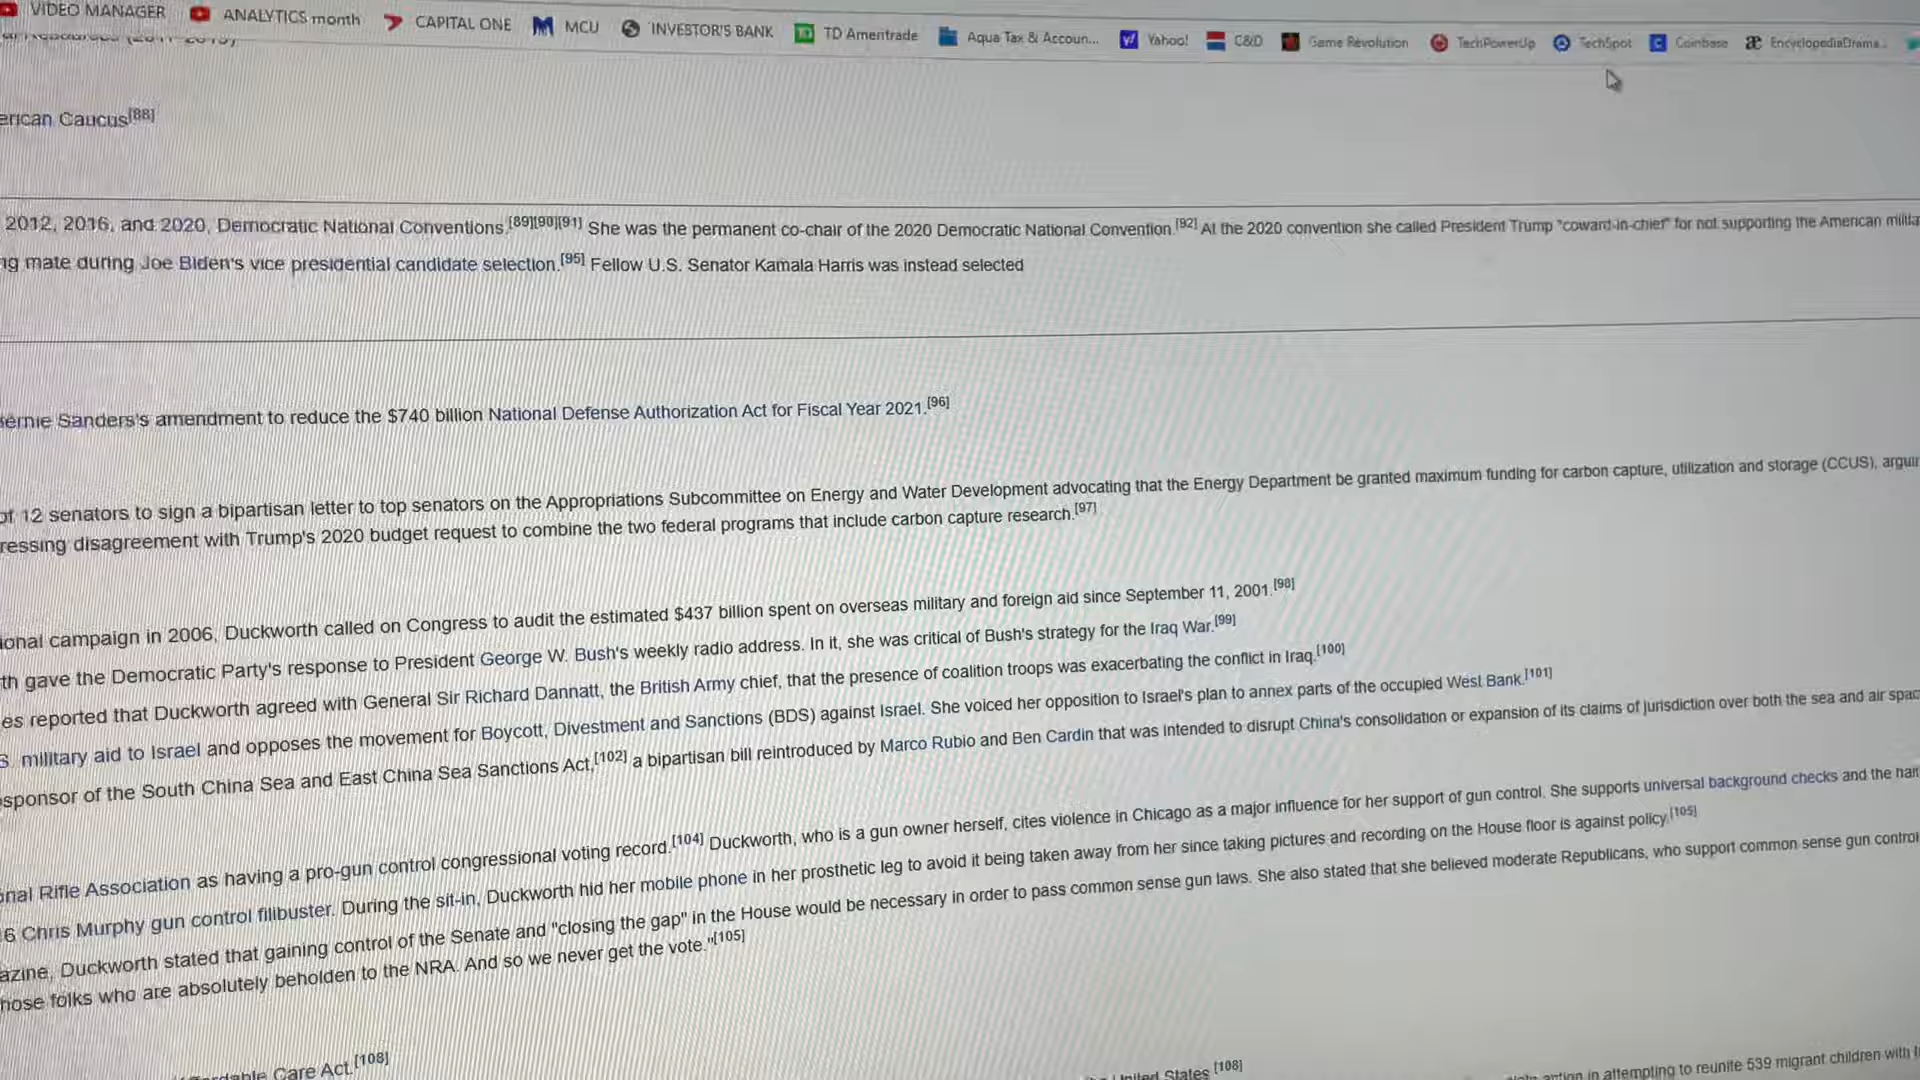 VIDEO MANAGER ANALYTICS month CAPITAL ONE MCU INVESTOR'S BANK TD Ameritrade Aqua Tax & Accoun... Yahoo! C&D Game Revolution TechPowerUp TechSpot Coinbase EncyclopediaDrama...
erican Caucus[88]
2012, 2016, and 2020, Democratic National Conventions.[89][90][91] She was the permanent co-chair of the 2020 Democratic National Convention.[92] At the 2020 convention she called President Trump "coward-in-chief" for not supporting the American milita
ng mate during Joe Biden's vice presidential candidate selection.[95] Fellow U.S. Senator Kamala Harris was instead selected
Bernie Sanders's amendment to reduce the $740 billion National Defense Authorization Act for Fiscal Year 2021.[96]
of 12 senators to sign a bipartisan letter to top senators on the Appropriations Subcommittee on Energy and Water Development advocating that the Energy Department be granted maximum funding for carbon capture, utilization and storage (CCUS), arguin
ressing disagreement with Trump's 2020 budget request to combine the two federal programs that include carbon capture research.[97]
ional campaign in 2006, Duckworth called on Congress to audit the estimated $437 billion spent on overseas military and foreign aid since September 11, 2001.[98]
th gave the Democratic Party's response to President George W. Bush's weekly radio address. In it, she was critical of Bush's strategy for the Iraq War.[99]
es reported that Duckworth agreed with General Sir Richard Dannatt, the British Army chief, that the presence of coalition troops was exacerbating the conflict in Iraq.[100]
S. military aid to Israel and opposes the movement for Boycott, Divestment and Sanctions (BDS) against Israel. She voiced her opposition to Israel's plan to annex parts of the occupied West Bank.[101]
sponsor of the South China Sea and East China Sea Sanctions Act,[102] a bipartisan bill reintroduced by Marco Rubio and Ben Cardin that was intended to disrupt China's consolidation or expansion of its claims of jurisdiction over both the sea and air spac
onal Rifle Association as having a pro-gun control congressional voting record.[104] Duckworth, who is a gun owner herself, cites violence in Chicago as a major influence for her support of gun control. She supports universal background checks and the halt
6 Chris Murphy gun control filibuster. During the sit-in, Duckworth hid her mobile phone in her prosthetic leg to avoid it being taken away from her since taking pictures and recording on the House floor is against policy.[105]
azine, Duckworth stated that gaining control of the Senate and "closing the gap" in the House would be necessary in order to pass common sense gun laws. She also stated that she believed moderate Republicans, who support common sense gun control
hose folks who are absolutely beholden to the NRA. And so we never get the vote."[105]
rdable Care Act.[108]
United States.[108]
action in attempting to reunite 539 migrant children with